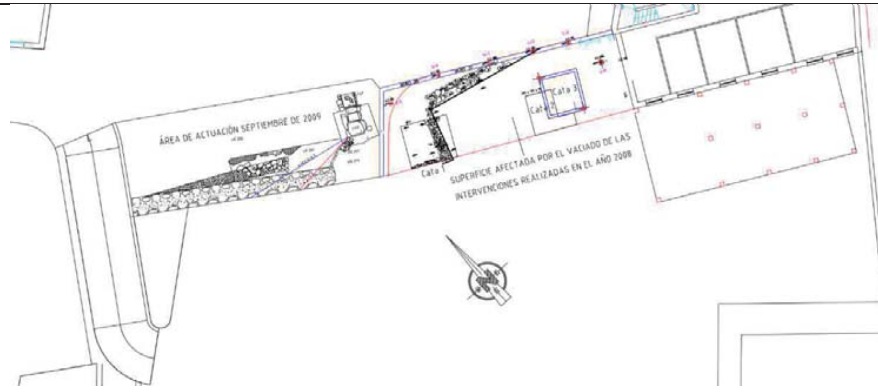 ÁREA DE ACTUACIÓN SEPTIEMBRE DE 2009
Cata 3
Cata
Cata
SUPERFICIE AFECTADA POR EL VACIADO DE LAS
INTERVENCIONES REALIZADAS EN EL AÑO 2008
N